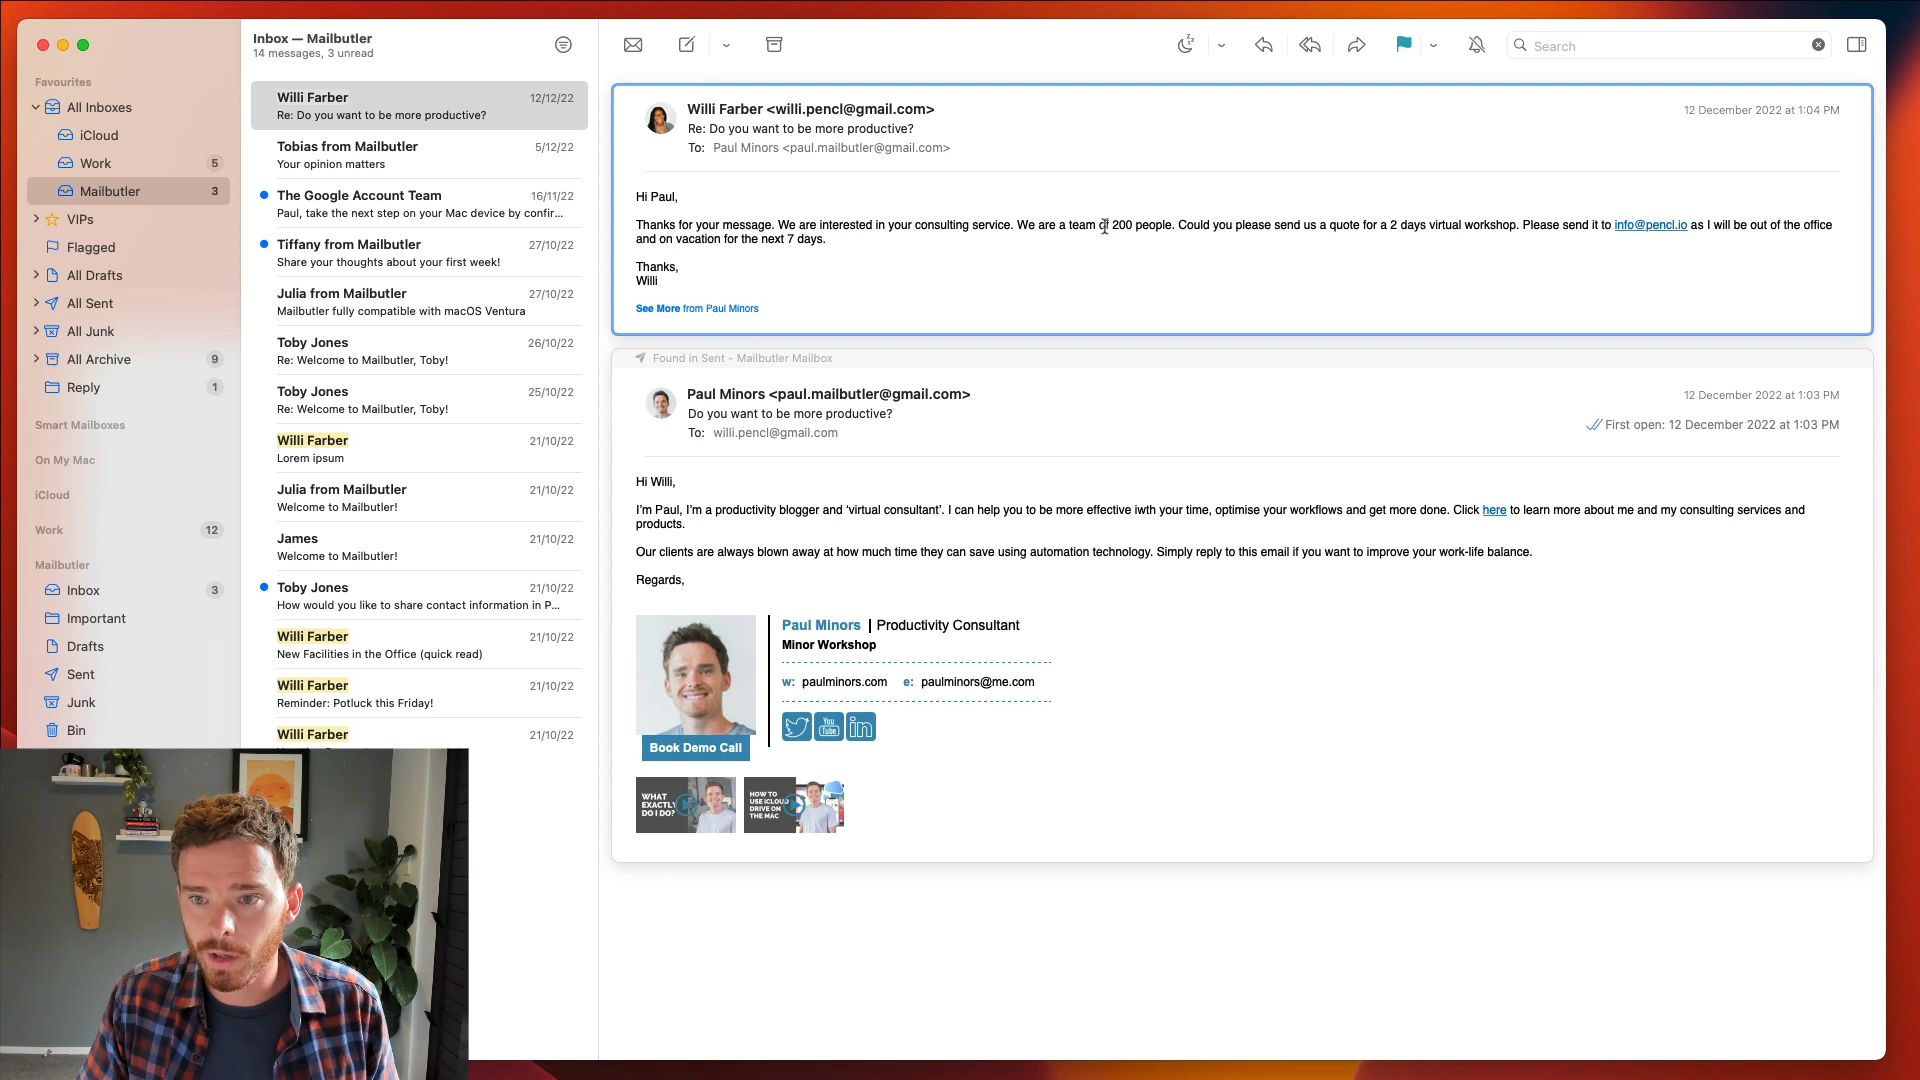 Inbox — Mailbutler
14 messages, 3 unread
Search
Favourites
All Inboxes
iCloud
Work 5
Mailbutler 3
VIPs
Flagged
All Drafts
All Sent
All Junk
All Archive 9
Reply 1
Smart Mailboxes
On My Mac
iCloud
Work 12
Mailbutler
Inbox 3
Important
Drafts
Sent
Junk
Bin
Willi Farber 12/12/22
Re: Do you want to be more productive?
Tobias from Mailbutler 5/12/22
Your opinion matters
The Google Account Team 16/11/22
Paul, take the next step on your Mac device by confir...
Tiffany from Mailbutler 27/10/22
Share your thoughts about your first week!
Julia from Mailbutler 27/10/22
Mailbutler fully compatible with macOS Ventura
Toby Jones 26/10/22
Re: Welcome to Mailbutler, Toby!
Toby Jones 25/10/22
Re: Welcome to Mailbutler, Toby!
Willi Farber 21/10/22
Lorem ipsum
Julia from Mailbutler 21/10/22
Welcome to Mailbutler!
James 21/10/22
Welcome to Mailbutler!
Toby Jones 21/10/22
How would you like to share contact information in P...
Willi Farber 21/10/22
New Facilities in the Office (quick read)
Willi Farber 21/10/22
Reminder: Potluck this Friday!
Willi Farber 21/10/22
Willi Farber <willi.pencl@gmail.com> 12 December 2022 at 1:04 PM
Re: Do you want to be more productive?
To: Paul Minors <paul.mailbutler@gmail.com>
Hi Paul,
Thanks for your message. We are interested in your consulting service. We are a team of 200 people. Could you please send us a quote for a 2 days virtual workshop. Please send it to info@pencl.io as I will be out of the office
and on vacation for the next 7 days.
Thanks,
Willi
See More from Paul Minors
Found in Sent - Mailbutler Mailbox
Paul Minors <paul.mailbutler@gmail.com> 12 December 2022 at 1:03 PM
Do you want to be more productive?
First open: 12 December 2022 at 1:03 PM
To: willi.pencl@gmail.com
Hi Willi,
I'm Paul, I'm a productivity blogger and ‘virtual consultant’. I can help you to be more effective iwth your time, optimise your workflows and get more done. Click here to learn more about me and my consulting services and
products.
Our clients are always blown away at how much time they can save using automation technology. Simply reply to this email if you want to improve your work-life balance.
Regards,
Paul Minors | Productivity Consultant
Minor Workshop
w: paulminors.com e: paulminors@me.com
You
Tube
in
Book Demo Call
WHAT
EXACTLY
DO I DO?
HOW TO
USE ICLOUD
DRIVE ON
THE MAC